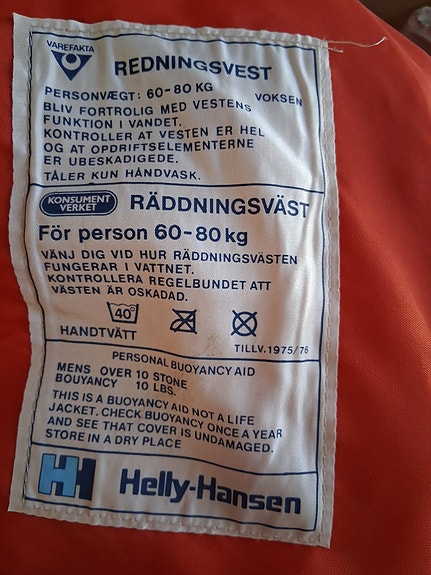 VAREFAKTA
REDNINGSVEST
PERSONVÆGT: 60-80 KG VOKSEN
BLIV FORTROLIG MED VESTENS
FUNKTION I VANDET.
KONTROLLER AT VESTEN ER HEL
OG AT OPDRIFTSELEMENTERNE
ER UBESKADIGEDE.
TÅLER KUN HÅNDVASK.
KONSUMENT
VERKET
RÄDDNINGSVÄST
För person 60-80 kg
VÄNJ DIG VID HUR RÄDDNINGSVÄSTEN
FUNGERAR I VATTNET.
KONTROLLERA REGELBUNDET ATT
VÄSTEN ÄR OSKADAD.
40°
HANDTVÄTT
TILLV. 1975/76
PERSONAL BUOYANCY AID
MENS OVER 10 STONE
BOUYANCY 10 LBS.
THIS IS A BUOYANCY AID NOT A LIFE
JACKET. CHECK BUOYANCY ONCE A YEAR
AND SEE THAT COVER IS UNDAMAGED.
STORE IN A DRY PLACE
HH Helly-Hansen